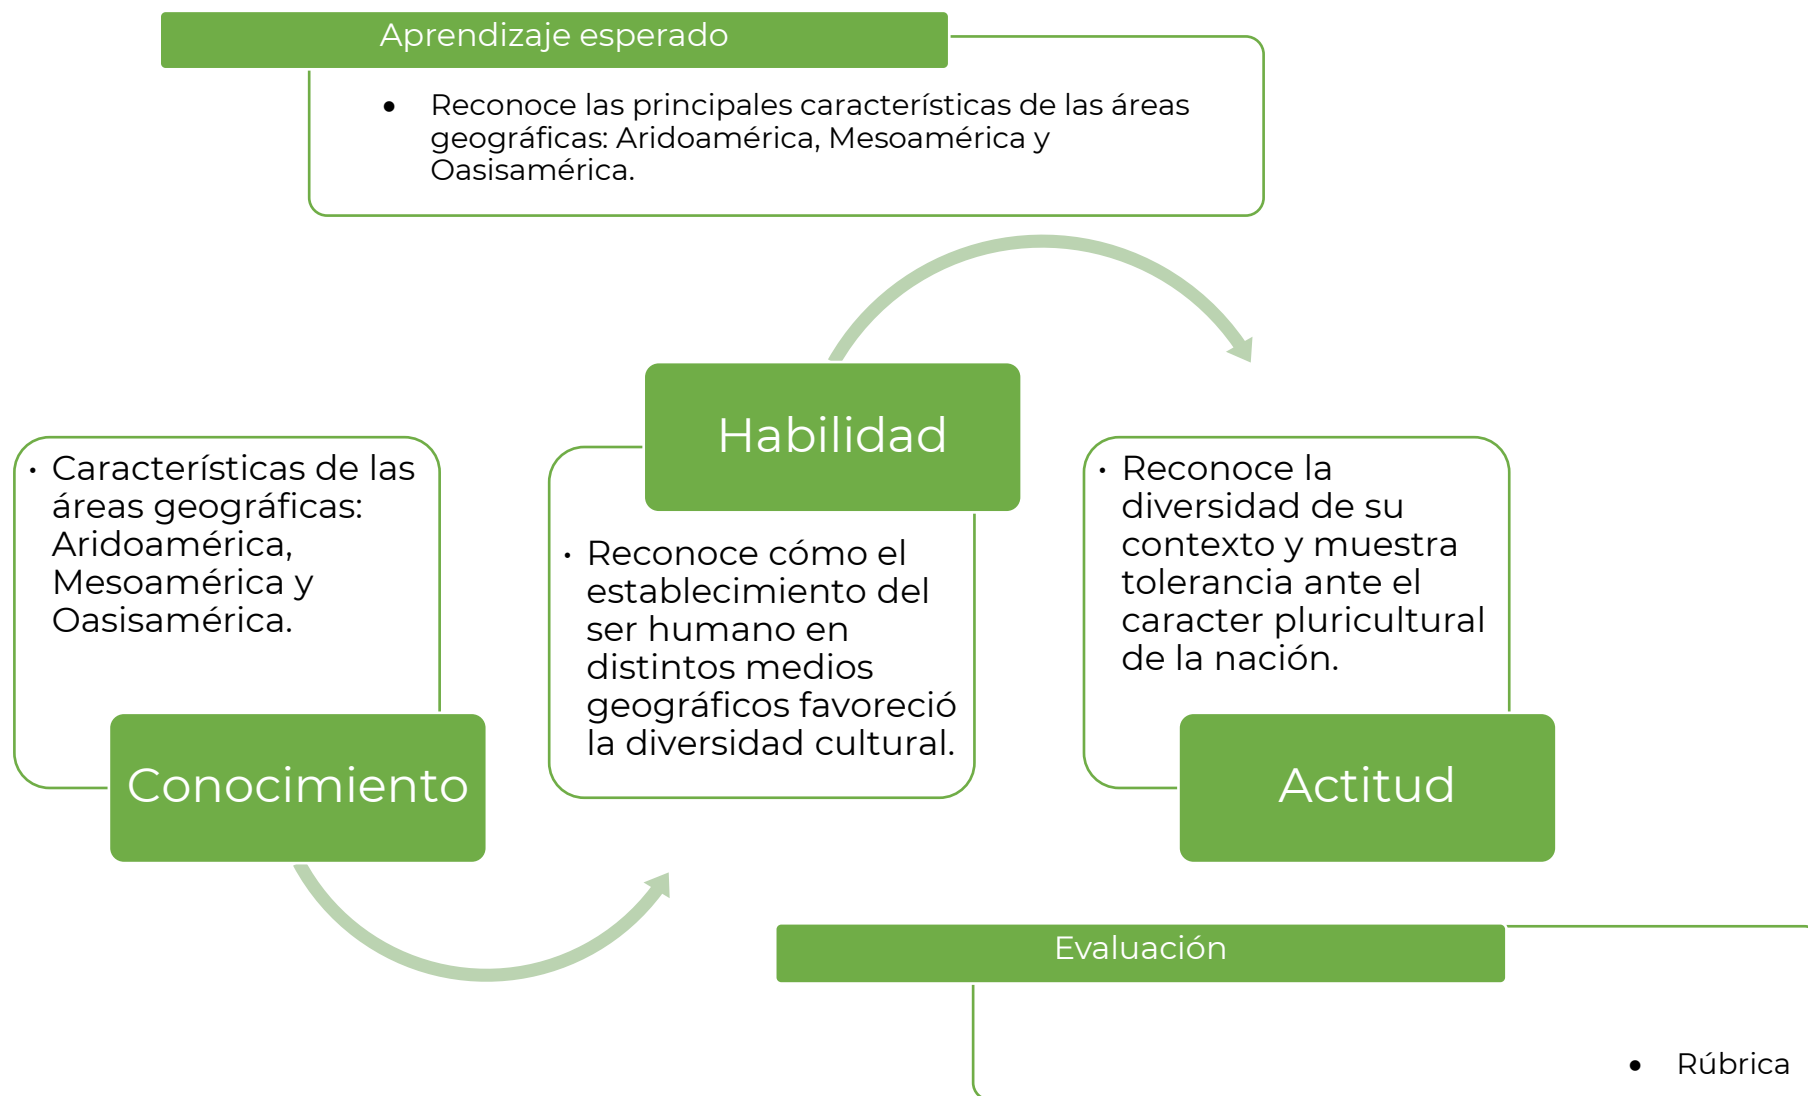 Aprendizaje esperado
• Reconoce las principales características de las áreas
geográficas: Aridoamérica, Mesoamérica y
Oasisamérica.
· Características de las
áreas geográficas:
Aridoamérica,
Mesoamérica y
Oasisamérica.
Conocimiento
Habilidad
· Reconoce cómo el
establecimiento del
ser humano en
distintos medios
geográficos favoreció
la diversidad cultural.
· Reconoce la
diversidad de su
contexto y muestra
tolerancia ante el
caracter pluricultural
de la nación.
Actitud
Evaluación
• Rúbrica